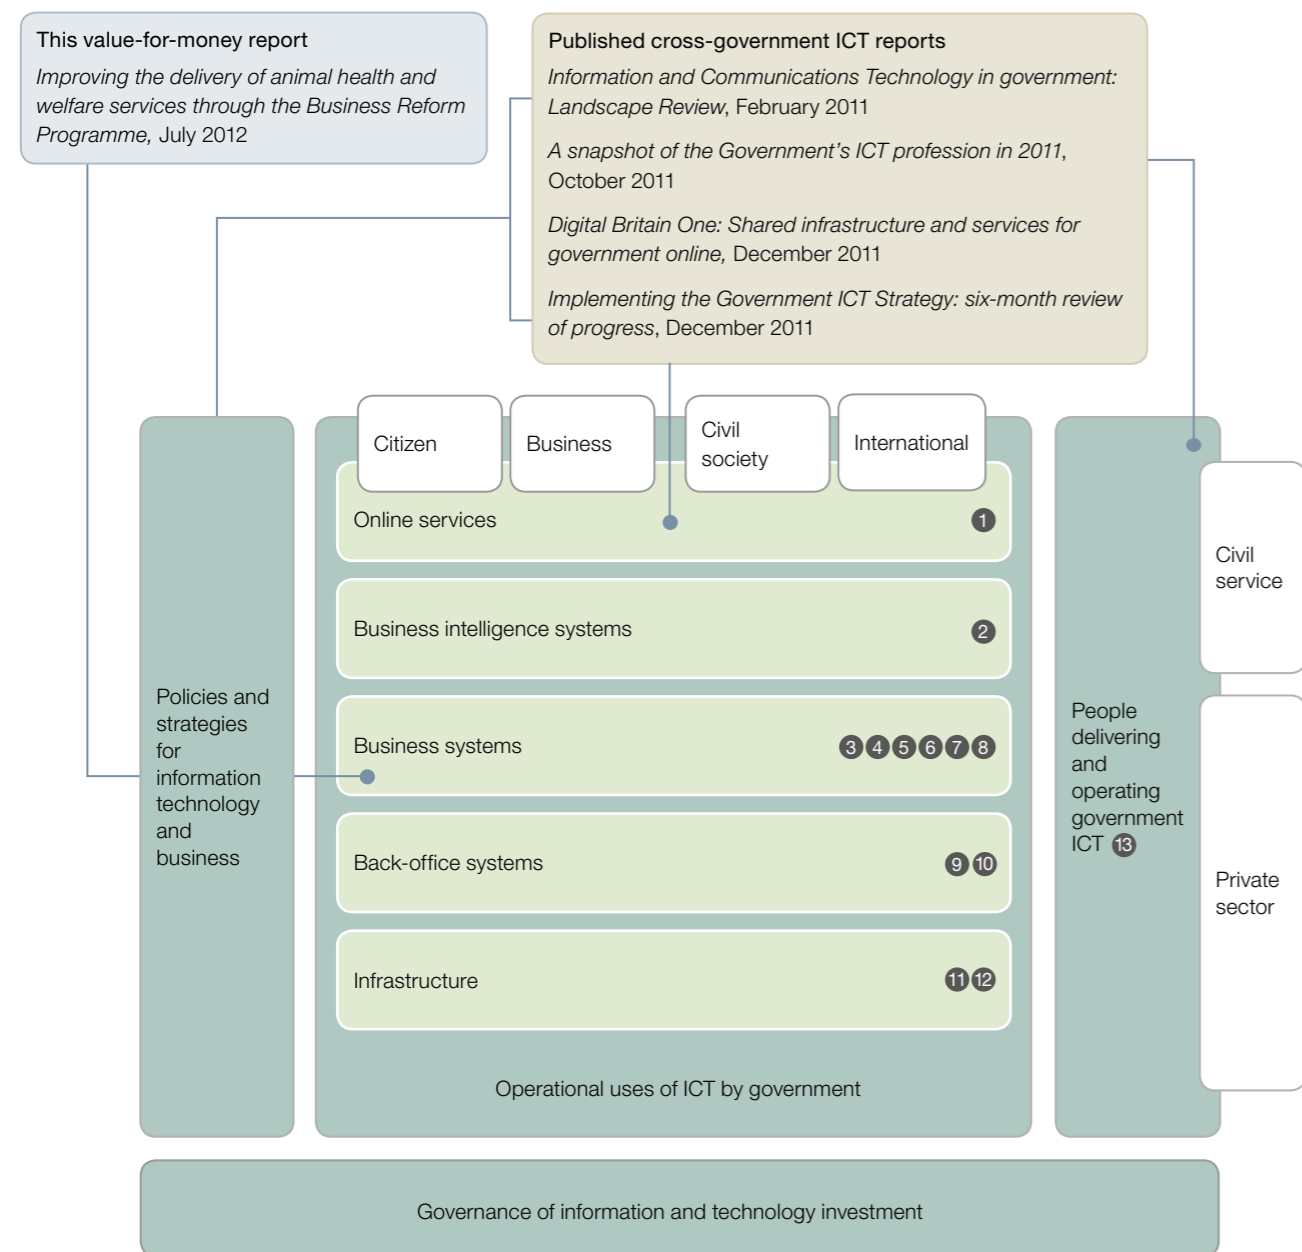 This value-for-money report
Improving the delivery of animal health and
welfare services through the Business Reform
Programme, July 2012
Published cross-government ICT reports
Information and Communications Technology in government:
Landscape Review, February 2011
A snapshot of the Government's ICT profession in 2011,
October 2011
Digital Britain One: Shared infrastructure and services for
government online, December 2011
Implementing the Government ICT Strategy: six-month review
of progress, December 2011
Citizen
Business
Civil
society
International
Online services 1
Business intelligence systems 2
Business systems 3 4 5 6 7 8
Back-office systems 9 10
Infrastructure 11 12
Operational uses of ICT by government
Policies and
strategies
for
information
technology
and
business
People
delivering
and
operating
government
ICT 13
Civil
service
Private
sector
Governance of information and technology investment